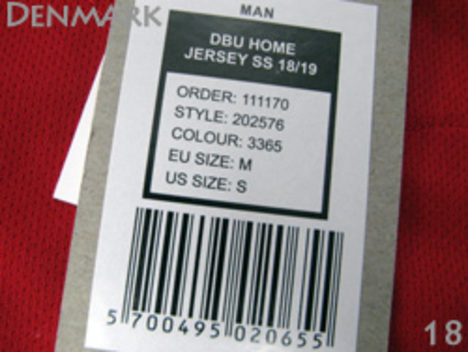 DENMARK
MAN
DBU HOME
JERSEY SS 18/19
ORDER: 111170
STYLE: 202576
COLOUR: 3365
EU SIZE: M
US SIZE: S
5 700495 020655
18